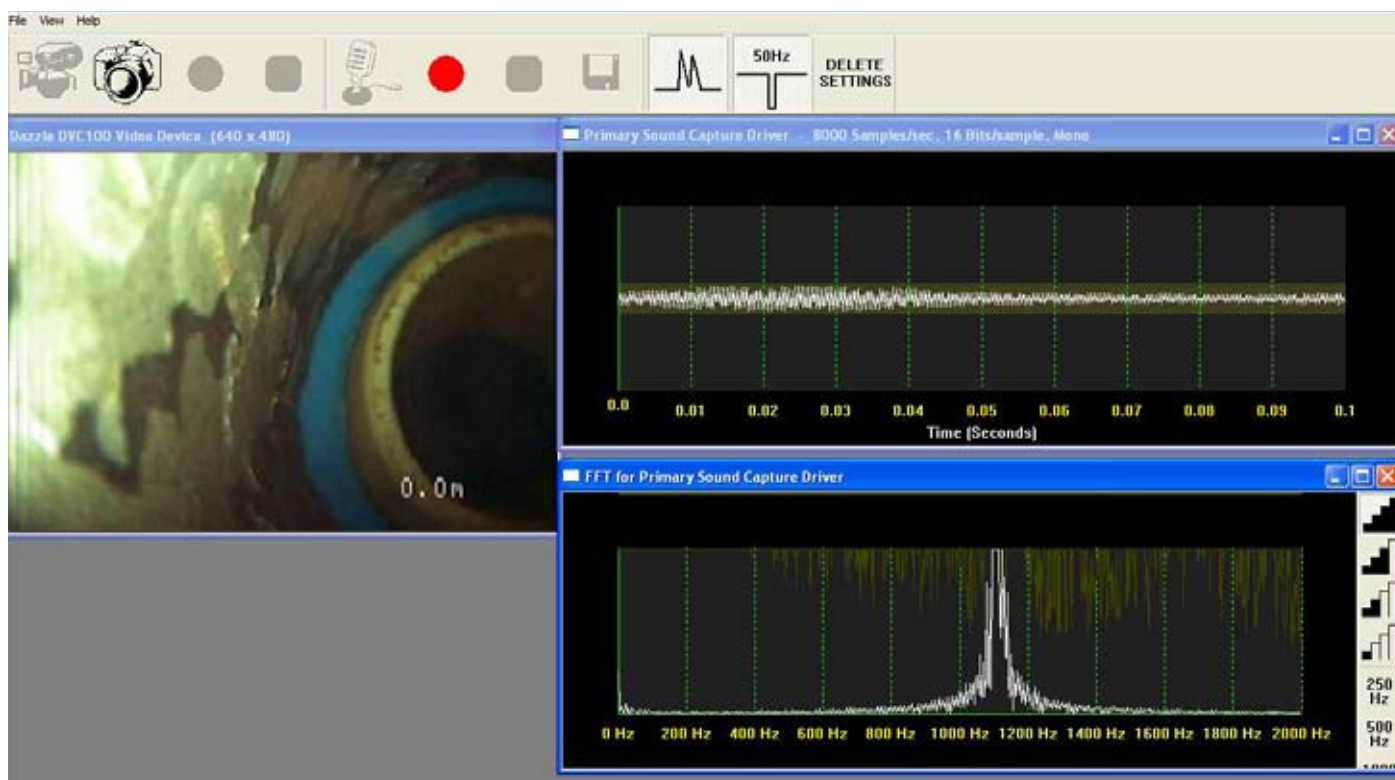 File View Help
50Hz
DELETE
SETTINGS
Dazzle DVC100 Video Device (640 x 480)
0.0m
Primary Sound Capture Driver - 8000 Samples/sec, 16 Bits/sample, Mono
0.0 0.01 0.02 0.03 0.04 0.05 0.06 0.07 0.08 0.09 0.1
Time (Seconds)
FFT for Primary Sound Capture Driver
0 Hz 200 Hz 400 Hz 600 Hz 800 Hz 1000 Hz 1200 Hz 1400 Hz 1600 Hz 1800 Hz 2000 Hz
250
Hz
500
Hz